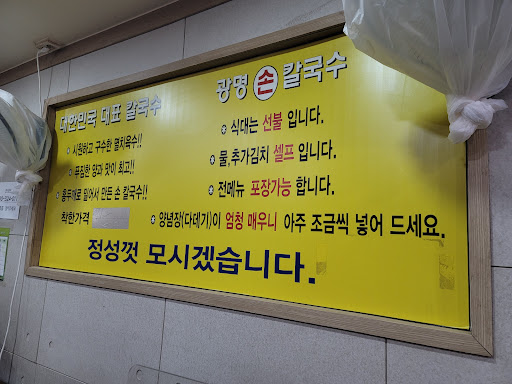 대한민국 대표 칼국수
시원하고 구수한 멸치육수!!
푸짐한 양과 맛이 최고!!
홍두깨로 밀어서 만든 손 칼국수!!
착한가격
광명 손 칼국수
식대는 선불 입니다.
물,추가김치 셀프 입니다.
전메뉴 포장가능 합니다.
양념장(다데기)이 엄청 매우니 아주 조금씩 넣어 드세요.
정성껏 모시겠습니다.